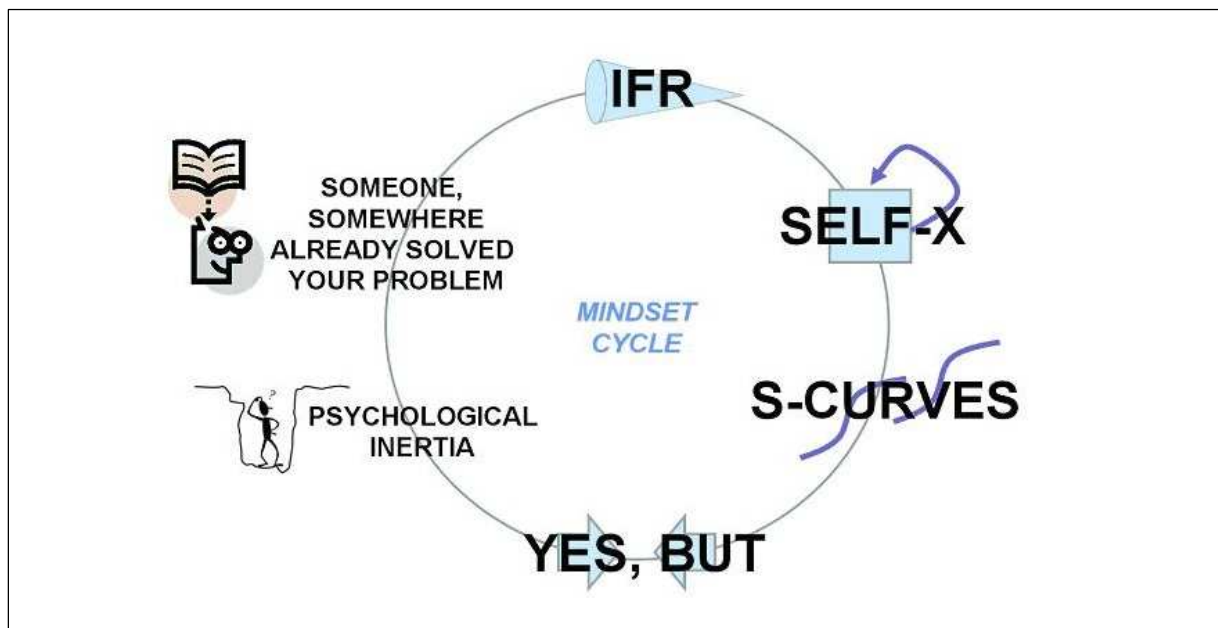 IFR
SELF-X
S-CURVES
YES, BUT
PSYCHOLOGICAL
INERTIA
SOMEONE,
SOMEWHERE
ALREADY SOLVED
YOUR PROBLEM
MINDSET
CYCLE
?